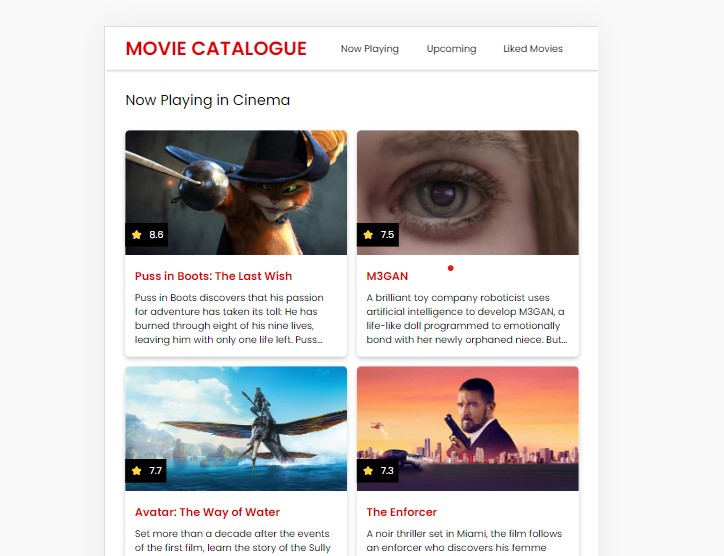 MOVIE CATALOGUE
Now Playing
Upcoming
Liked Movies
Now Playing in Cinema
8.6
Puss in Boots: The Last Wish
Puss in Boots discovers that his passion
for adventure has taken its toll: He has
burned through eight of his nine lives,
leaving him with only one life left. Puss...
7.5
M3GAN
A brilliant toy company roboticist uses
artificial intelligence to develop M3GAN, a
life-like doll programmed to emotionally
bond with her newly orphaned niece. But...
7.7
Avatar: The Way of Water
Set more than a decade after the events
of the first film, learn the story of the Sully
7.3
The Enforcer
A noir thriller set in Miami, the film follows
an enforcer who discovers his femme